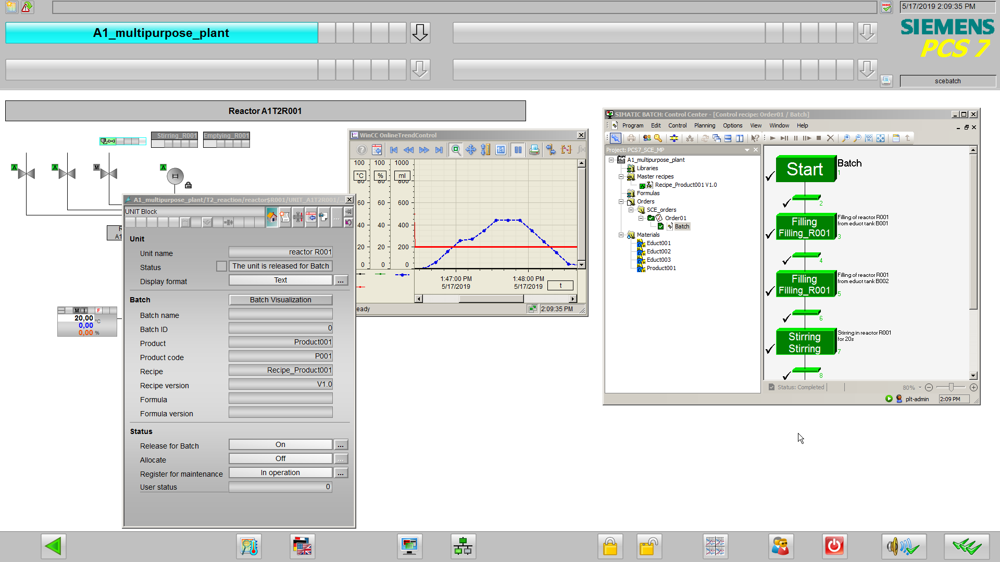 5/17/2019 2:09:35 PM
A1_multipurpose_plant
SIEMENS
PCS 7
scebatch
Reactor A1T2R001
Stirring_R001
Emptying_R001
A
A
M
A
M I F
20,00 °C
0,00
0,00 %
A1_multipurpose_plant/T2_reaction/reactor$R001/UNIT_A1T2R001/...
UNIT Block
Unit
Unit name reactor R001
Status The unit is released for Batch
Display format Text ...
Batch Batch Visualization
Batch name
Batch ID 0
Product Product001
Product code P001
Recipe Recipe_Product001
Recipe version V1.0
Formula
Formula version
Status
Release for Batch On ...
Allocate Off ...
Register for maintenance In operation ...
User status 0
WinCC OnlineTrendControl
1:1
100 100 1000
°C % ml
80 80 800
60 60 600
40 40 400
20 20 200
0 0 0
1:47:00 PM 1:48:00 PM
5/17/2019 5/17/2019 t
eady 2:09:35 PM
SIMATIC BATCH: Control Center - [Control recipe: Order01 / Batch]
Program Edit Control Planning Options View Window Help
Project: PCS7_SCE_MP
A1_multipurpose_plant
Libraries
Master recipes
Recipe_Product001 V1.0
Formulas
Orders
SCE_orders
Order01
Batch
Materials
Educt001
Educt002
Educt003
Product001
Start
Batch
1
2
Filling
Filling_R001
Filling of reactor R001
from educt tank B001
3
4
Filling
Filling_R001
Filling of reactor R001
from educt tank B002
5
6
Stirring
Stirring
Stirring in reactor R001
for 20s
7
8
Status: Completed
80%
plt-admin 2:09 PM